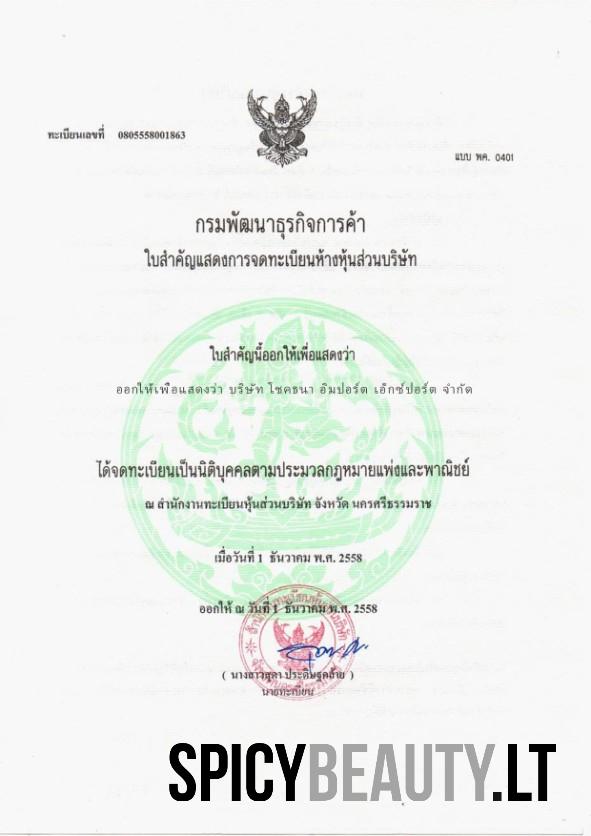 ทะเบียนเลขที่ 0805558001863
แบบ พค. 0401
กรมพัฒนาธุรกิจการค้า
ใบสำคัญแสดงการจดทะเบียนห้างหุ้นส่วนบริษัท
ใบสำคัญนี้ออกให้เพื่อแสดงว่า
ออกให้เพื่อแสดงว่า บริษัท โชคธนา อิมปอร์ต เอ็กซ์ปอร์ต จำกัด
ได้จดทะเบียนเป็นนิติบุคคลตามประมวลกฎหมายแพ่งและพาณิชย์
ณ สำนักงานทะเบียนหุ้นส่วนบริษัท จังหวัด นครศรีธรรมราช
เมื่อวันที่ 1 ธันวาคม พ.ศ. 2558
ออกให้ ณ วันที่ 1 ธันวาคม พ.ศ. 2558
( นางสาวสุดา ประดิษฐคล้าย )
นายทะเบียน
SPICYBEAUTY.LT